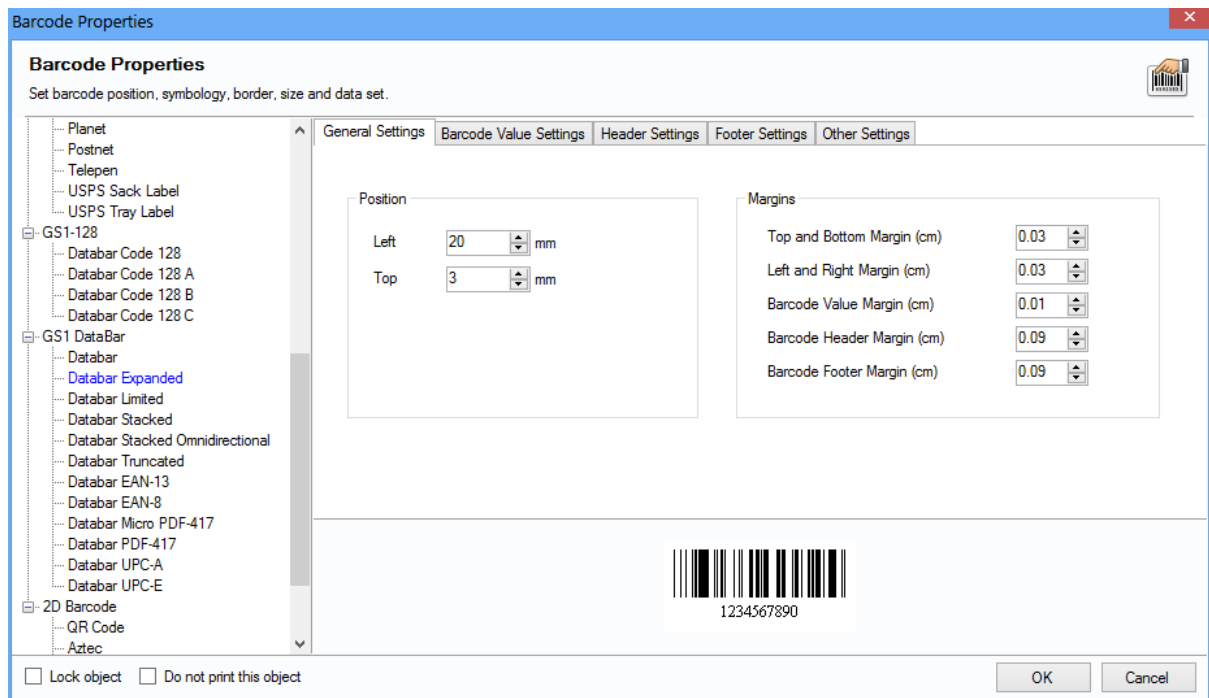 Barcode Properties
Barcode Properties
Set barcode position, symbology, border, size and data set.
Planet
Postnet
Telepen
USPS Sack Label
USPS Tray Label
GS1-128
Databar Code 128
Databar Code 128 A
Databar Code 128 B
Databar Code 128 C
GS1 DataBar
Databar
Databar Expanded
Databar Limited
Databar Stacked
Databar Stacked Omnidirectional
Databar Truncated
Databar EAN-13
Databar EAN-8
Databar Micro PDF-417
Databar PDF-417
Databar UPC-A
Databar UPC-E
2D Barcode
QR Code
Aztec
General Settings Barcode Value Settings Header Settings Footer Settings Other Settings
Position
Left 20 mm
Top 3 mm
Margins
Top and Bottom Margin (cm) 0.03
Left and Right Margin (cm) 0.03
Barcode Value Margin (cm) 0.01
Barcode Header Margin (cm) 0.09
Barcode Footer Margin (cm) 0.09
1234567890
Lock object Do not print this object OK Cancel